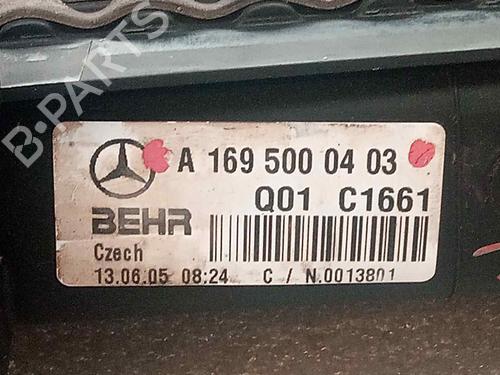 B-PARTS
A 169 500 04 03
Q01 C1661
BEHR
Czech
13.06.05 08:24 C / N.0013801